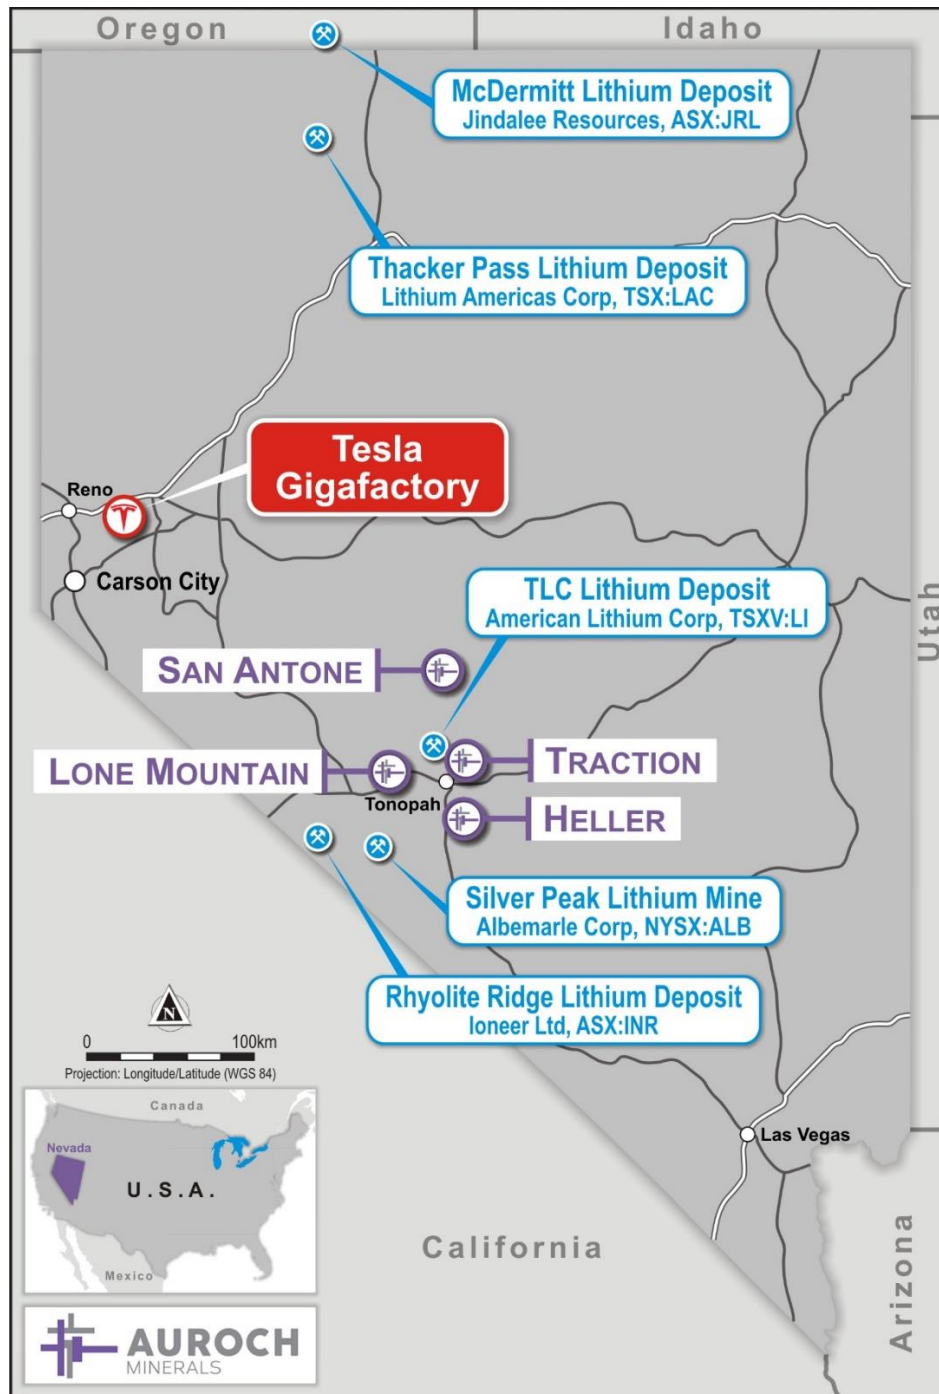 Oregon
Idaho
McDermitt Lithium Deposit
Jindalee Resources, ASX:JRL
Thacker Pass Lithium Deposit
Lithium Americas Corp, TSX:LAC
Tesla
Gigafactory
Reno
Carson City
TLC Lithium Deposit
American Lithium Corp, TSXV:LI
Utah
SAN ANTONE
LONE MOUNTAIN
TRACTION
Tonopah
HELLER
Silver Peak Lithium Mine
Albemarle Corp, NYSX:ALB
Rhyolite Ridge Lithium Deposit
Ioneer Ltd, ASX:INR
N
0 100km
Projection: Longitude/Latitude (WGS 84)
Canada
Nevada
U.S.A.
Mexico
Las Vegas
California
Arizona
AUROCH
MINERALS